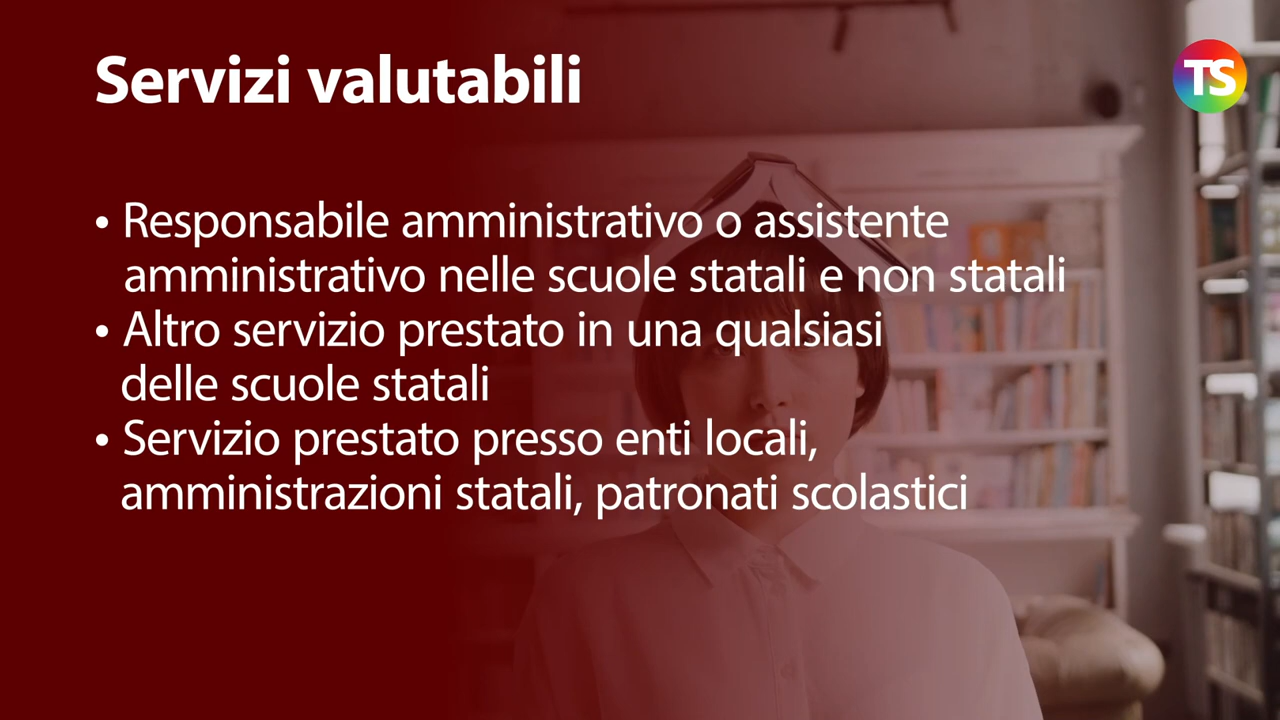 Servizi valutabili
TS
• Responsabile amministrativo o assistente
amministrativo nelle scuole statali e non statali
• Altro servizio prestato in una qualsiasi
delle scuole statali
• Servizio prestato presso enti locali,
amministrazioni statali, patronati scolastici